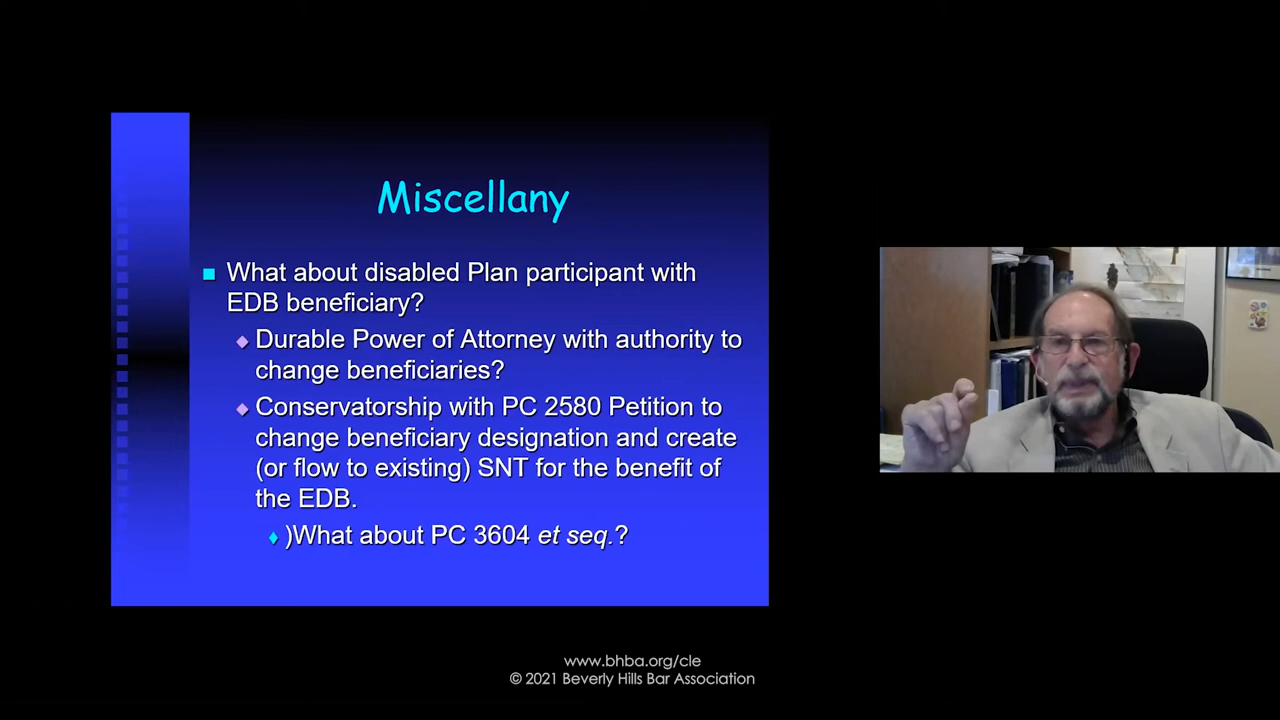 Miscellany
What about disabled Plan participant with
EDB beneficiary?
Durable Power of Attorney with authority to
change beneficiaries?
Conservatorship with PC 2580 Petition to
change beneficiary designation and create
(or flow to existing) SNT for the benefit of
the EDB.
)What about PC 3604 et seq.?
www.bhba.org/cle
© 2021 Beverly Hills Bar Association